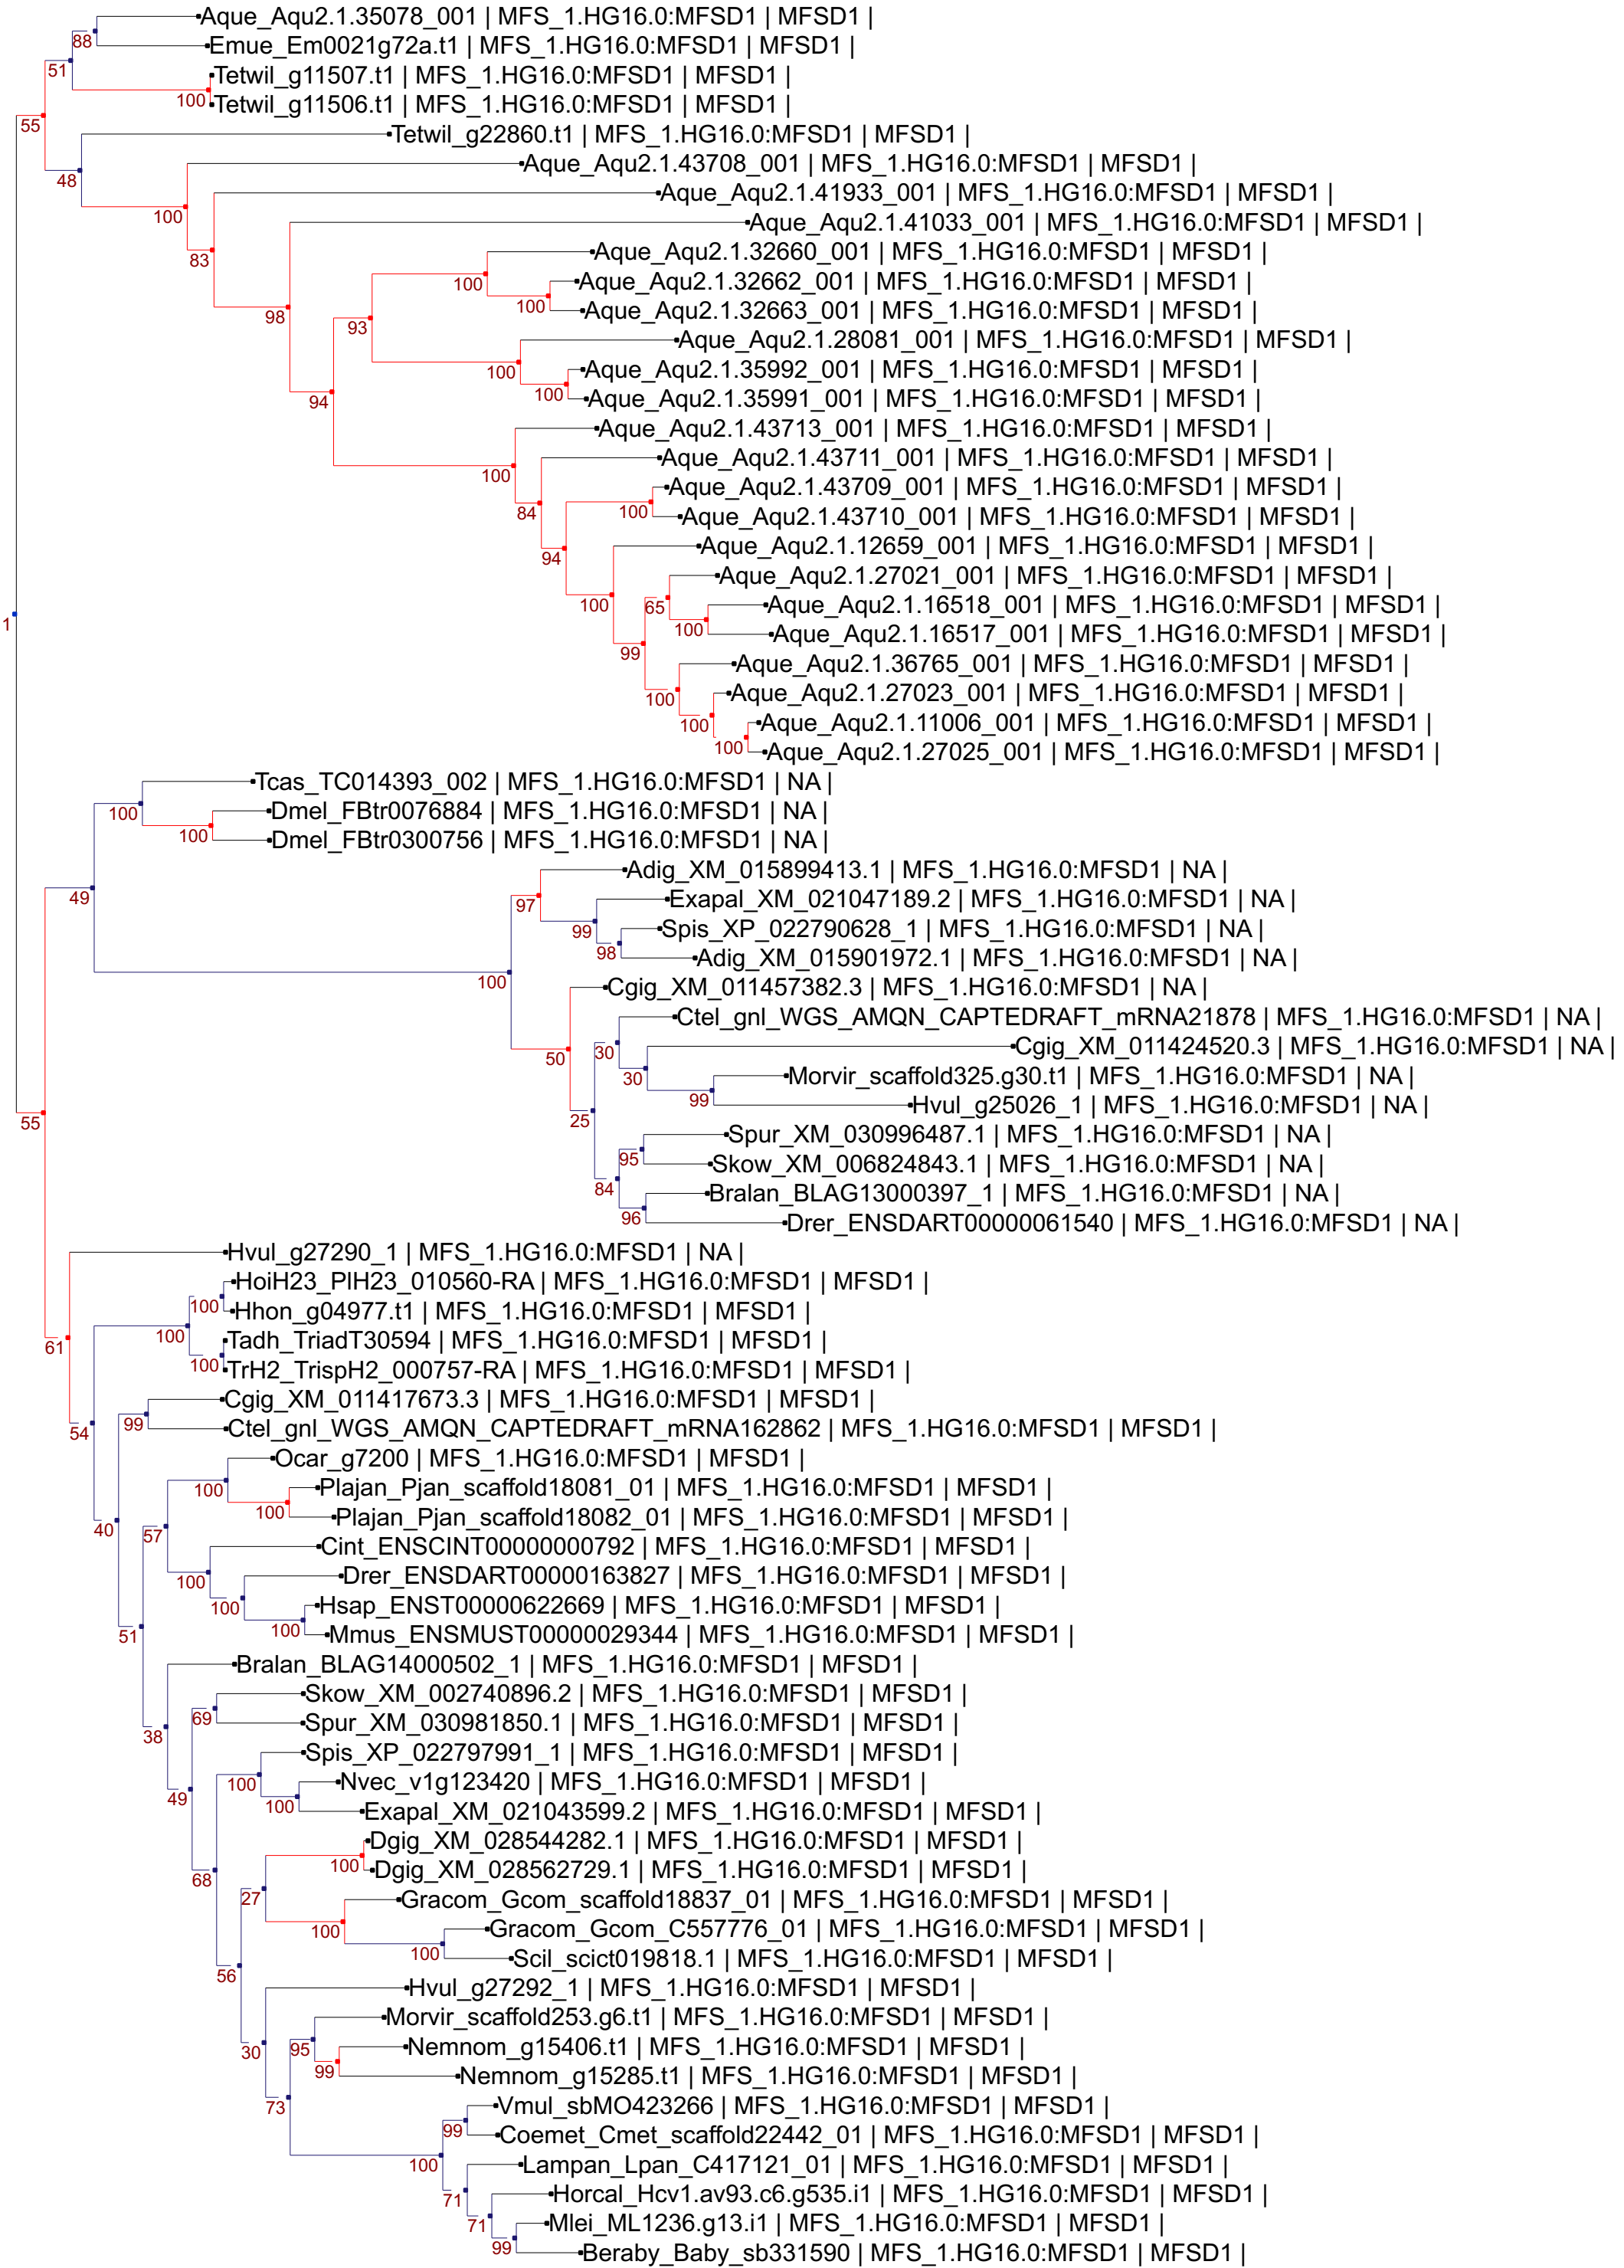 Aque_Aqu2.1.35078_001 | MFS_1.HG16.0:MFSD1 | MFSD1 |
88
Emue_Em0021g72a.t1 | MFS_1.HG16.0:MFSD1 | MFSD1 |
51
Tetwil_g11507.t1 | MFS_1.HG16.0:MFSD1 | MFSD1 |
100
Tetwil_g11506.t1 | MFS_1.HG16.0:MFSD1 | MFSD1 |
55
Tetwil_g22860.t1 | MFS_1.HG16.0:MFSD1 | MFSD1 |
Aque_Aqu2.1.43708_001 | MFS_1.HG16.0:MFSD1 | MFSD1 |
48
Aque_Aqu2.1.41933_001 | MFS_1.HG16.0:MFSD1 | MFSD1 |
100
Aque_Aqu2.1.41033_001 | MFS_1.HG16.0:MFSD1 | MFSD1 |
83
Aque_Aqu2.1.32660_001 | MFS_1.HG16.0:MFSD1 | MFSD1 |
100
Aque_Aqu2.1.32662_001 | MFS_1.HG16.0:MFSD1 | MFSD1 |
100
Aque_Aqu2.1.32663_001 | MFS_1.HG16.0:MFSD1 | MFSD1 |
98
93
Aque_Aqu2.1.28081_001 | MFS_1.HG16.0:MFSD1 | MFSD1 |
100
Aque_Aqu2.1.35992_001 | MFS_1.HG16.0:MFSD1 | MFSD1 |
100
Aque_Aqu2.1.35991_001 | MFS_1.HG16.0:MFSD1 | MFSD1 |
94
Aque_Aqu2.1.43713_001 | MFS_1.HG16.0:MFSD1 | MFSD1 |
Aque_Aqu2.1.43711_001 | MFS_1.HG16.0:MFSD1 | MFSD1 |
100
Aque_Aqu2.1.43709_001 | MFS_1.HG16.0:MFSD1 | MFSD1 |
100
84
Aque_Aqu2.1.43710_001 | MFS_1.HG16.0:MFSD1 | MFSD1 |
Aque_Aqu2.1.12659_001 | MFS_1.HG16.0:MFSD1 | MFSD1 |
94
Aque_Aqu2.1.27021_001 | MFS_1.HG16.0:MFSD1 | MFSD1 |
100
65
Aque_Aqu2.1.16518_001 | MFS_1.HG16.0:MFSD1 | MFSD1 |
1
100
Aque_Aqu2.1.16517_001 | MFS_1.HG16.0:MFSD1 | MFSD1 |
99
Aque_Aqu2.1.36765_001 | MFS_1.HG16.0:MFSD1 | MFSD1 |
100
Aque_Aqu2.1.27023_001 | MFS_1.HG16.0:MFSD1 | MFSD1 |
100
Aque_Aqu2.1.11006_001 | MFS_1.HG16.0:MFSD1 | MFSD1 |
100
Aque_Aqu2.1.27025_001 | MFS_1.HG16.0:MFSD1 | MFSD1 |
Tcas_TC014393_002 | MFS_1.HG16.0:MFSD1 | NA |
100
Dmel_FBtr0076884 | MFS_1.HG16.0:MFSD1 | NA |
100
Dmel_FBtr0300756 | MFS_1.HG16.0:MFSD1 | NA |
Adig_XM_015899413.1 | MFS_1.HG16.0:MFSD1 | NA |
49
97
Exapal_XM_021047189.2 | MFS_1.HG16.0:MFSD1 | NA |
99
Spis_XP_022790628_1 | MFS_1.HG16.0:MFSD1 | NA |
98
Adig_XM_015901972.1 | MFS_1.HG16.0:MFSD1 | NA |
100
Cgig_XM_011457382.3 | MFS_1.HG16.0:MFSD1 | NA |
Ctel_gnl_WGS_AMQN_CAPTEDRAFT_mRNA21878 | MFS_1.HG16.0:MFSD1 | NA |
50
30
Cgig_XM_011424520.3 | MFS_1.HG16.0:MFSD1 | NA |
30
Morvir_scaffold325.g30.t1 | MFS_1.HG16.0:MFSD1 | NA |
99
Hvul_g25026_1 | MFS_1.HG16.0:MFSD1 | NA |
55
25
Spur_XM_030996487.1 | MFS_1.HG16.0:MFSD1 | NA |
95
Skow_XM_006824843.1 | MFS_1.HG16.0:MFSD1 | NA |
84
Bralan_BLAG13000397_1 | MFS_1.HG16.0:MFSD1 | NA |
96
Drer_ENSDART00000061540 | MFS_1.HG16.0:MFSD1 | NA |
Hvul_g27290_1 | MFS_1.HG16.0:MFSD1 | NA |
HoiH23_PlH23_010560-RA | MFS_1.HG16.0:MFSD1 | MFSD1 |
100
Hhon_g04977.t1 | MFS_1.HG16.0:MFSD1 | MFSD1 |
100
Tadh_TriadT30594 | MFS_1.HG16.0:MFSD1 | MFSD1 |
61
100
TrH2_TrispH2_000757-RA | MFS_1.HG16.0:MFSD1 | MFSD1 |
Cgig_XM_011417673.3 | MFS_1.HG16.0:MFSD1 | MFSD1 |
99
54
Ctel_gnl_WGS_AMQN_CAPTEDRAFT_mRNA162862 | MFS_1.HG16.0:MFSD1 | MFSD1 |
Ocar_g7200 | MFS_1.HG16.0:MFSD1 | MFSD1 |
100
Plajan_Pjan_scaffold18081_01 | MFS_1.HG16.0:MFSD1 | MFSD1 |
100
Plajan_Pjan_scaffold18082_01 | MFS_1.HG16.0:MFSD1 | MFSD1 |
40
57
Cint_ENSCINT00000000792 | MFS_1.HG16.0:MFSD1 | MFSD1 |
100
Drer_ENSDART00000163827 | MFS_1.HG16.0:MFSD1 | MFSD1 |
100
Hsap_ENST00000622669 | MFS_1.HG16.0:MFSD1 | MFSD1 |
100
51
Mmus_ENSMUST00000029344 | MFS_1.HG16.0:MFSD1 | MFSD1 |
Bralan_BLAG14000502_1 | MFS_1.HG16.0:MFSD1 | MFSD1 |
Skow_XM_002740896.2 | MFS_1.HG16.0:MFSD1 | MFSD1 |
69
38
Spur_XM_030981850.1 | MFS_1.HG16.0:MFSD1 | MFSD1 |
Spis_XP_022797991_1 | MFS_1.HG16.0:MFSD1 | MFSD1 |
100
Nvec_v1g123420 | MFS_1.HG16.0:MFSD1 | MFSD1 |
49
100
Exapal_XM_021043599.2 | MFS_1.HG16.0:MFSD1 | MFSD1 |
Dgig_XM_028544282.1 | MFS_1.HG16.0:MFSD1 | MFSD1 |
100
Dgig_XM_028562729.1 | MFS_1.HG16.0:MFSD1 | MFSD1 |
68
27
Gracom_Gcom_scaffold18837_01 | MFS_1.HG16.0:MFSD1 | MFSD1 |
100
Gracom_Gcom_C557776_01 | MFS_1.HG16.0:MFSD1 | MFSD1 |
100
Scil_scict019818.1 | MFS_1.HG16.0:MFSD1 | MFSD1 |
56
Hvul_g27292_1 | MFS_1.HG16.0:MFSD1 | MFSD1 |
Morvir_scaffold253.g6.t1 | MFS_1.HG16.0:MFSD1 | MFSD1 |
30
95
Nemnom_g15406.t1 | MFS_1.HG16.0:MFSD1 | MFSD1 |
99
Nemnom_g15285.t1 | MFS_1.HG16.0:MFSD1 | MFSD1 |
73
Vmul_sbMO423266 | MFS_1.HG16.0:MFSD1 | MFSD1 |
99
Coemet_Cmet_scaffold22442_01 | MFS_1.HG16.0:MFSD1 | MFSD1 |
100
Lampan_Lpan_C417121_01 | MFS_1.HG16.0:MFSD1 | MFSD1 |
71
Horcal_Hcv1.av93.c6.g535.i1 | MFS_1.HG16.0:MFSD1 | MFSD1 |
71
Mlei_ML1236.g13.i1 | MFS_1.HG16.0:MFSD1 | MFSD1 |
99
Beraby_Baby_sb331590 | MFS_1.HG16.0:MFSD1 | MFSD1 |